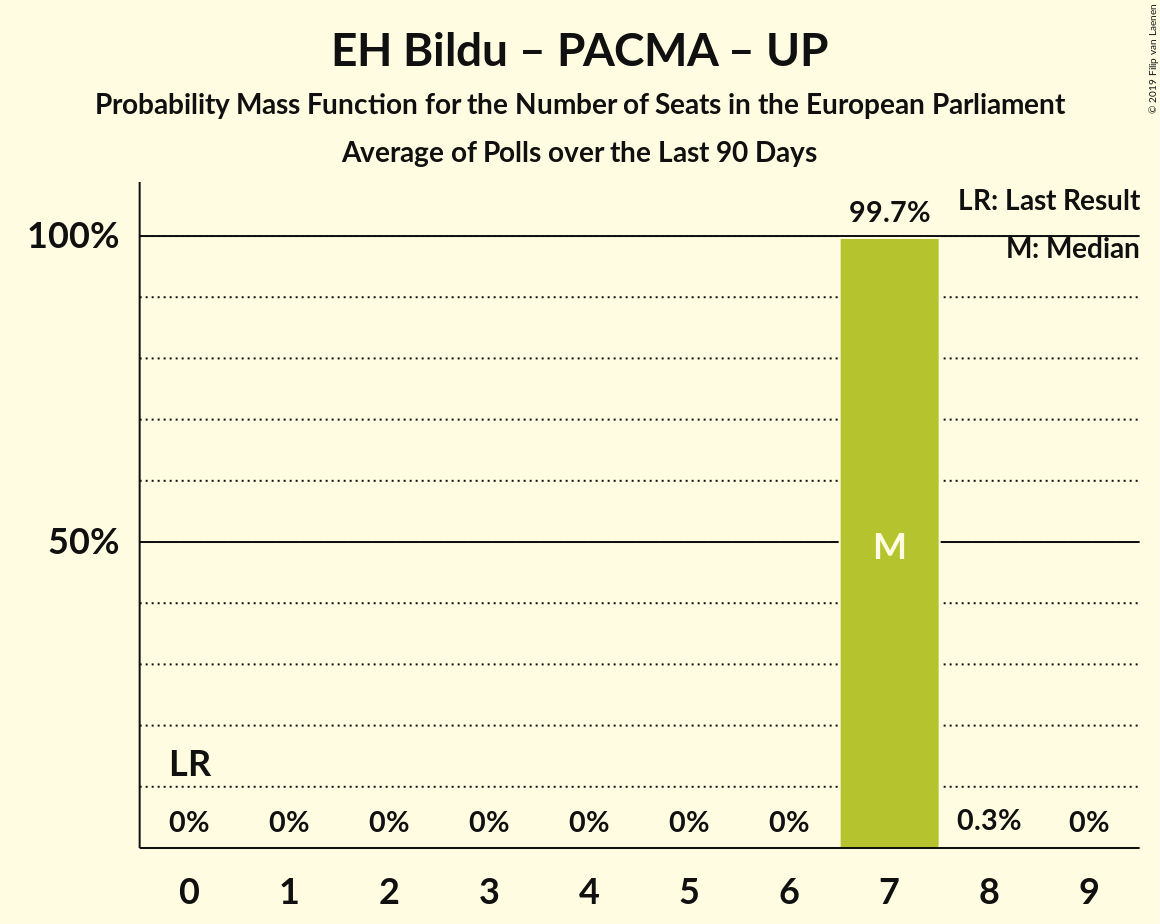 EH Bildu – PACMA – UP
Probability Mass Function for the Number of Seats in the European Parliament
Average of Polls over the Last 90 Days
© 2019 Filip van Laenen
LR: Last Result
M: Median
99.7%
100%
50%
M
LR
0% 0% 0% 0% 0% 0% 0% 0.3% 0%
0 1 2 3 4 5 6 7 8 9